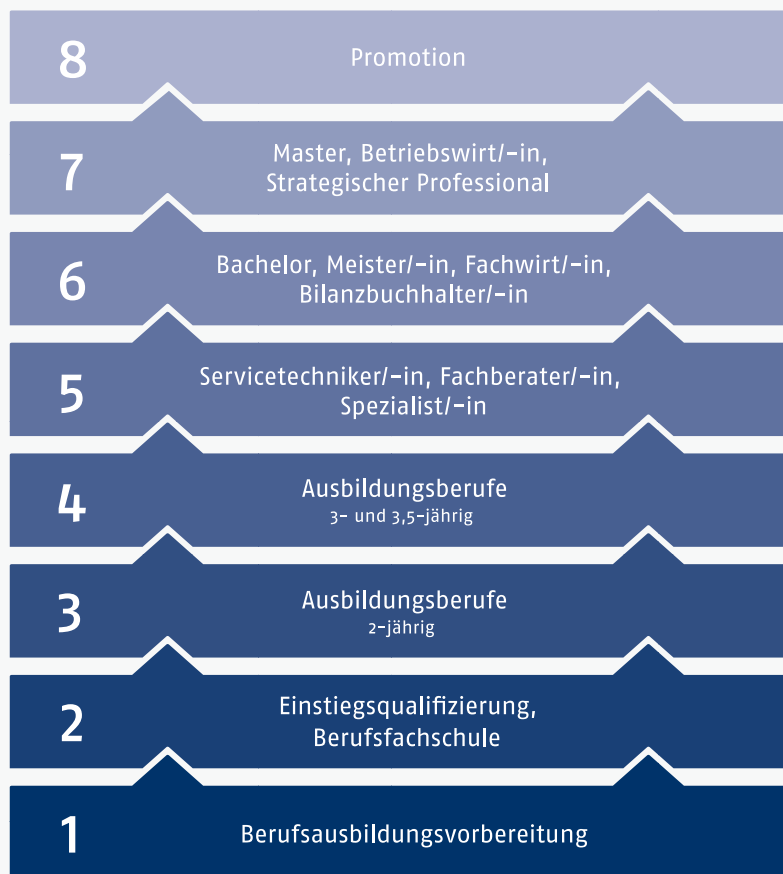 8
Promotion
7
Master, Betriebswirt/-in,
Strategischer Professional
6
Bachelor, Meister/-in, Fachwirt/-in,
Bilanzbuchhalter/-in
5
Servicetechniker/-in, Fachberater/-in,
Spezialist/-in
4
Ausbildungsberufe
3- und 3,5-jährig
3
Ausbildungsberufe
2-jährig
2
Einstiegsqualifizierung,
Berufsfachschule
1
Berufsausbildungsvorbereitung